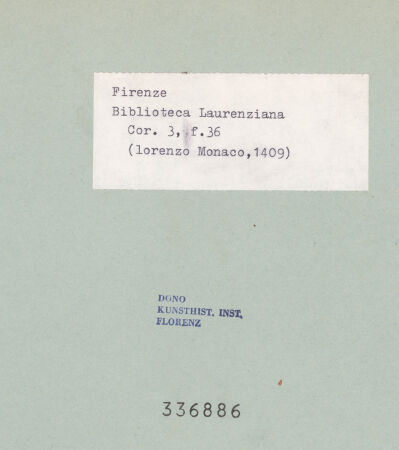 Firenze
Biblioteca Laurenziana
Cor. 3, f.36
(lorenzo Monaco,1409)
DONO
KUNSTHIST. INST.
FLORENZ
336886